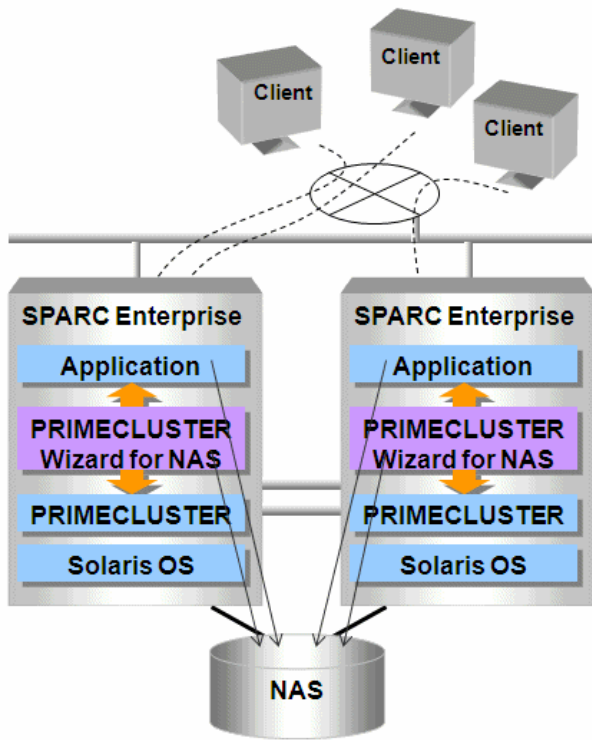 Client
Client
Client
SPARC Enterprise
Application
PRIMECLUSTER
Wizard for NAS
PRIMECLUSTER
Solaris OS
SPARC Enterprise
Application
PRIMECLUSTER
Wizard for NAS
PRIMECLUSTER
Solaris OS
NAS